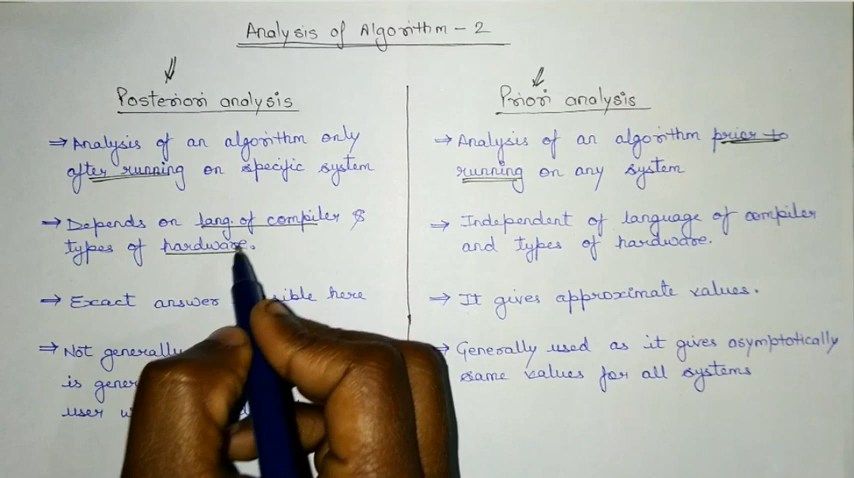 Analysis of Algorithm - 2
Posteriori analysis
⇒ Analysis of an algorithm only
after running on specific system
⇒ Depends on lang. of compiler &
types of hardware.
⇒ Exact answer here
⇒ Not generally
is
user
Priori analysis
⇒ Analysis of an algorithm prior to
running on any system
⇒ Independent of language of compiler
and types of hardware.
⇒ It gives approximate values.
⇒ Generally used as it gives asymptotically
same values for all systems